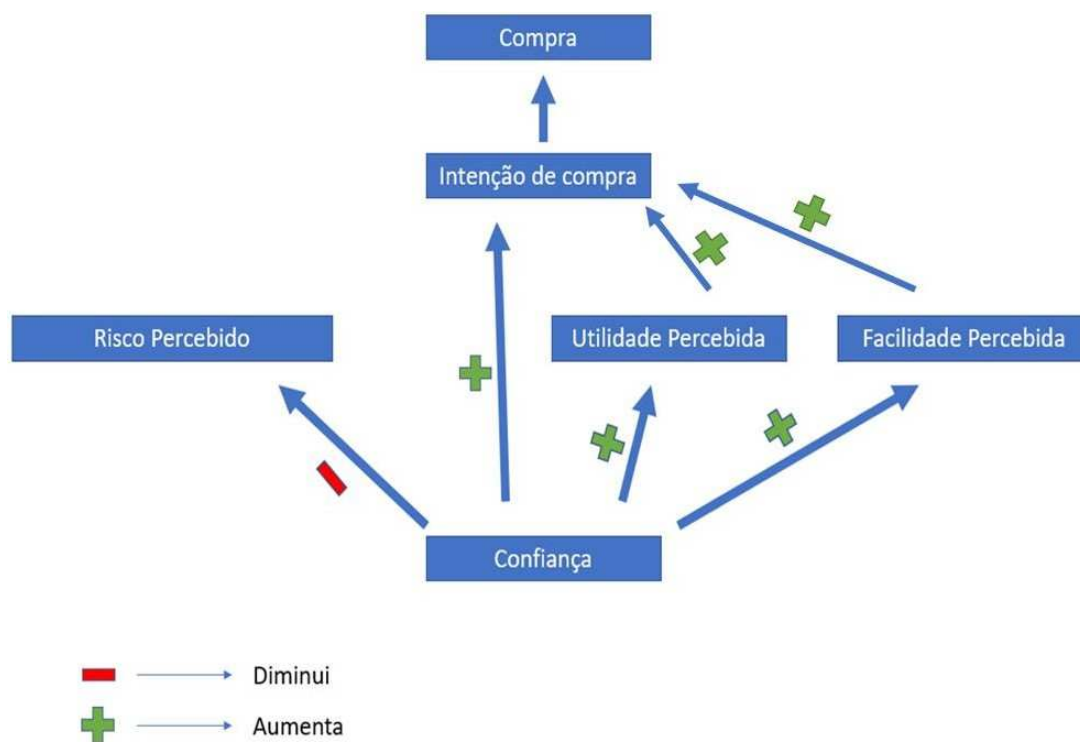 Compra
Intenção de compra
Risco Percebido
Utilidade Percebida
Facilidade Percebida
Confiança
Diminui
Aumenta